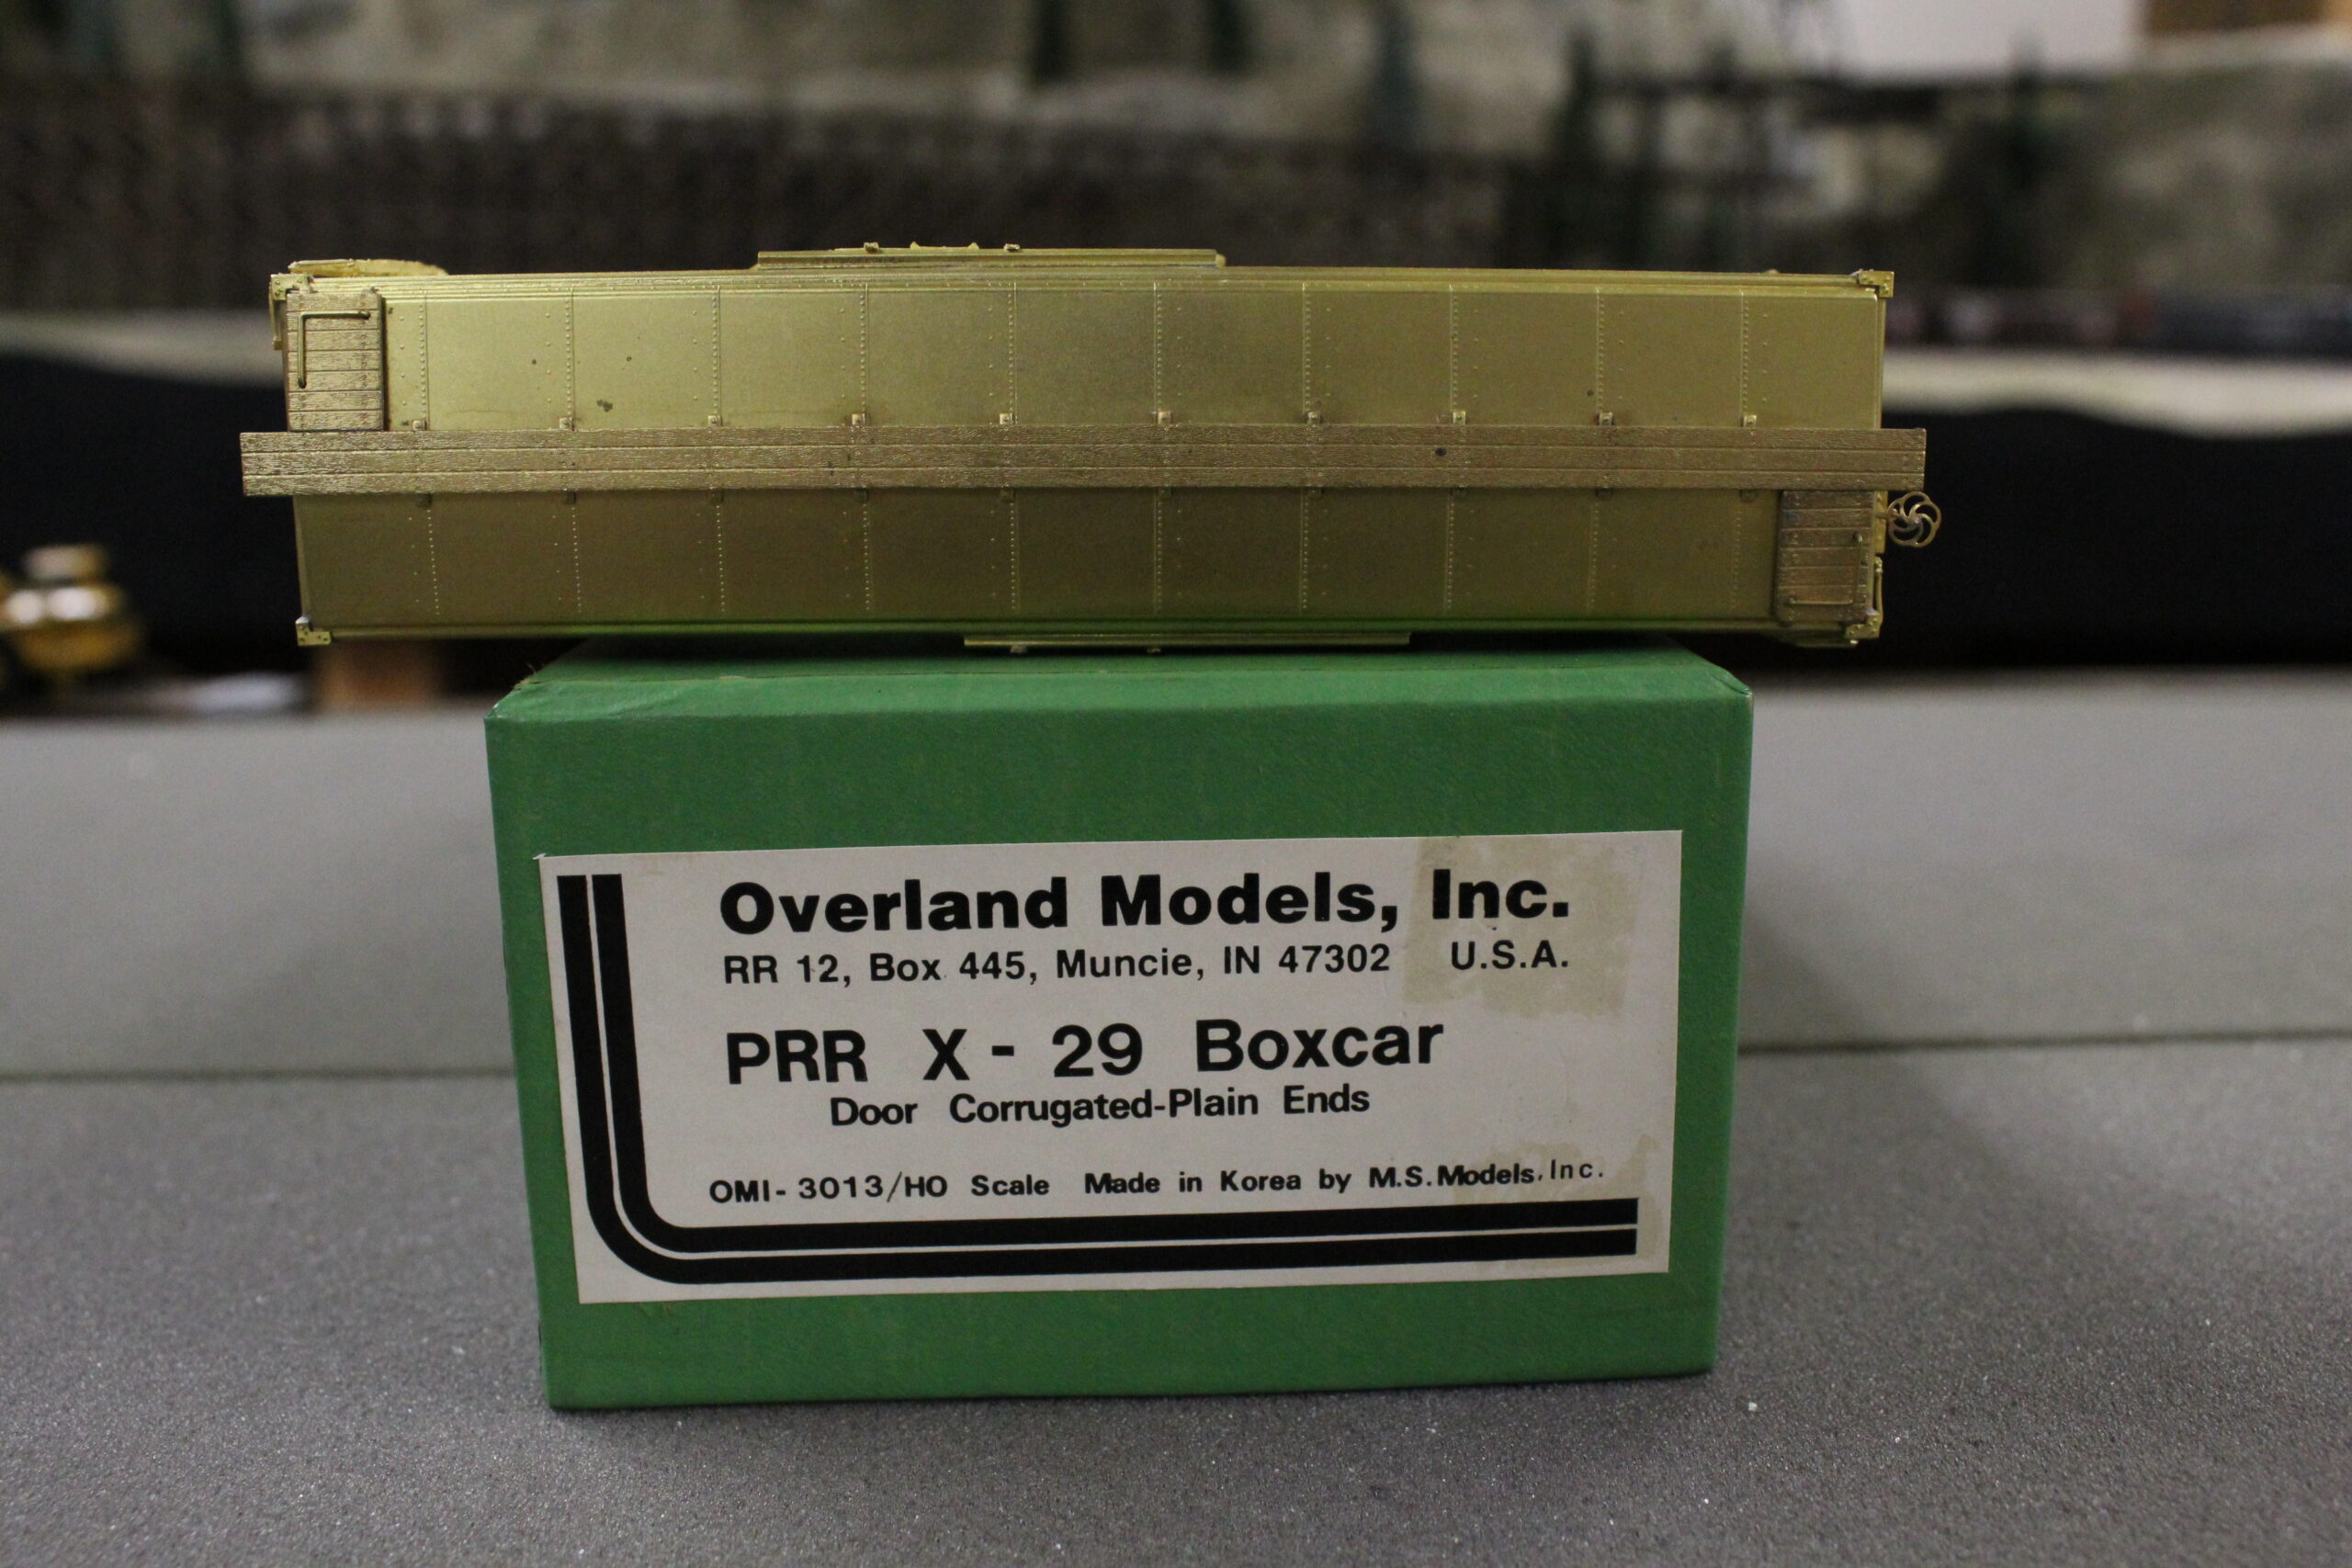 Overland Models, Inc.
RR 12, Box 445, Muncie, IN 47302 U.S.A.
PRR X-29 Boxcar
Door Corrugated-Plain Ends
OMI-3013/HO Scale Made in Korea by M.S. Models, Inc.